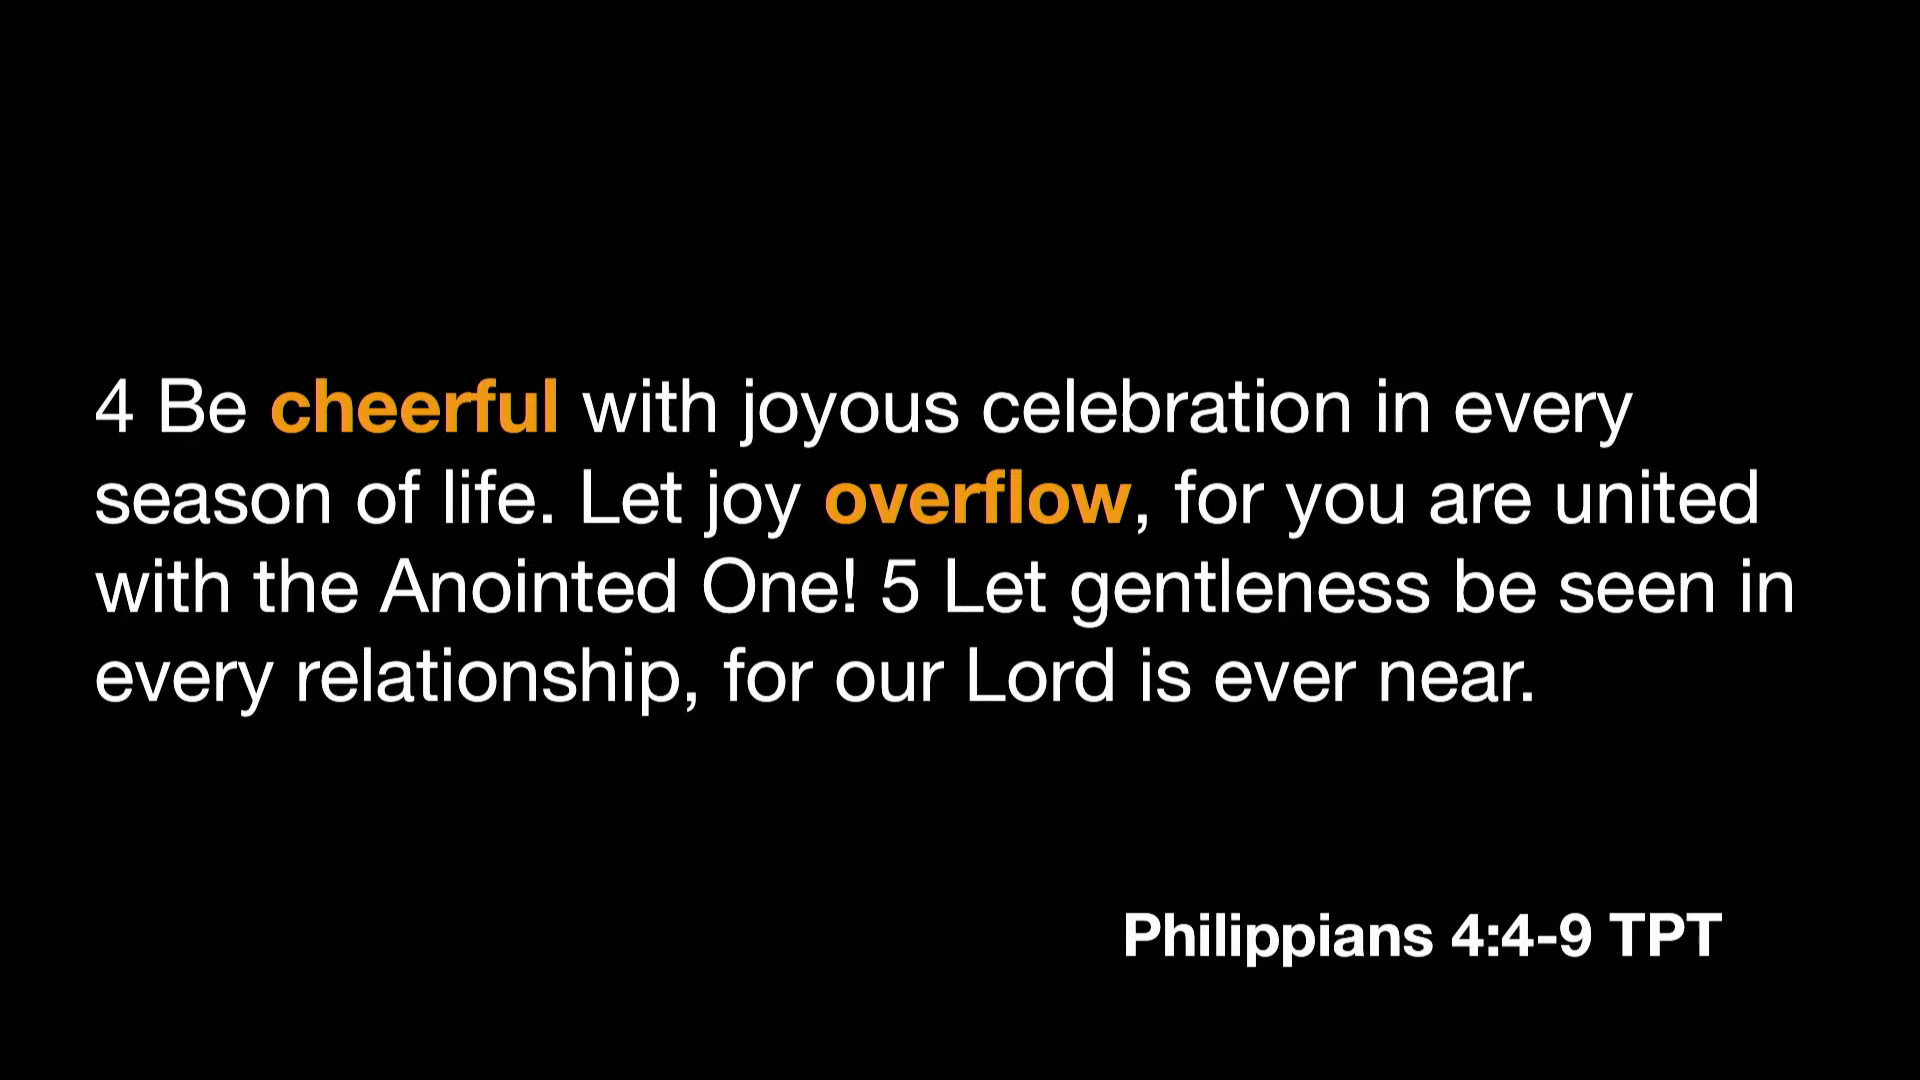 4 Be cheerful with joyous celebration in every
season of life. Let joy overflow, for you are united
with the Anointed One! 5 Let gentleness be seen in
every relationship, for our Lord is ever near.
Philippians 4:4-9 TPT